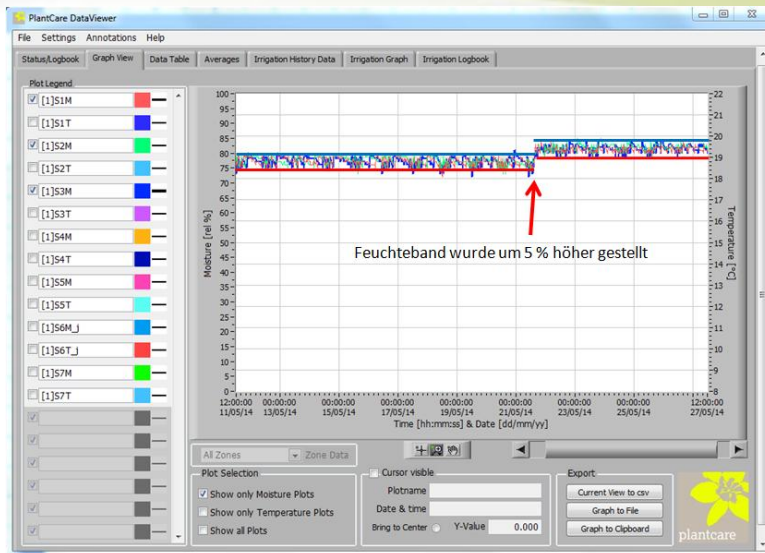 PlantCare DataViewer
File Settings Annotations Help
Status/Logbook Graph View Data Table Averages Irrigation History Data Irrigation Graph Irrigation Logbook
Plot Legend
[1]S1M
[1]S1T
[1]S2M
[1]S2T
[1]S3M
[1]S3T
[1]S4M
[1]S4T
[1]S5M
[1]S5T
[1]S6M_j
[1]S6T_j
[1]S7M
[1]S7T
Moisture [rel %]
100
95
90
85
80
75
70
65
60
55
50
45
40
35
30
25
20
15
10
5
0
Feuchteband wurde um 5 % höher gestellt
22
21
20
19
18
17
16
15
14
13
12
11
10
9
8
Temperature [°C]
12:00:00 00:00:00 00:00:00 00:00:00 00:00:00 00:00:00 00:00:00 00:00:00 12:00:00
11/05/14 13/05/14 15/05/14 17/05/14 19/05/14 21/05/14 23/05/14 25/05/14 27/05/14
Time [hh:mm:ss] & Date [dd/mm/yy]
All Zones Zone Data
Plot Selection
Show only Moisture Plots
Show only Temperature Plots
Show all Plots
Cursor visible
Plotname
Date & time
Bring to Center Y-Value 0.000
Export
Current View to csv
Graph to File
Graph to Clipboard
plantcare